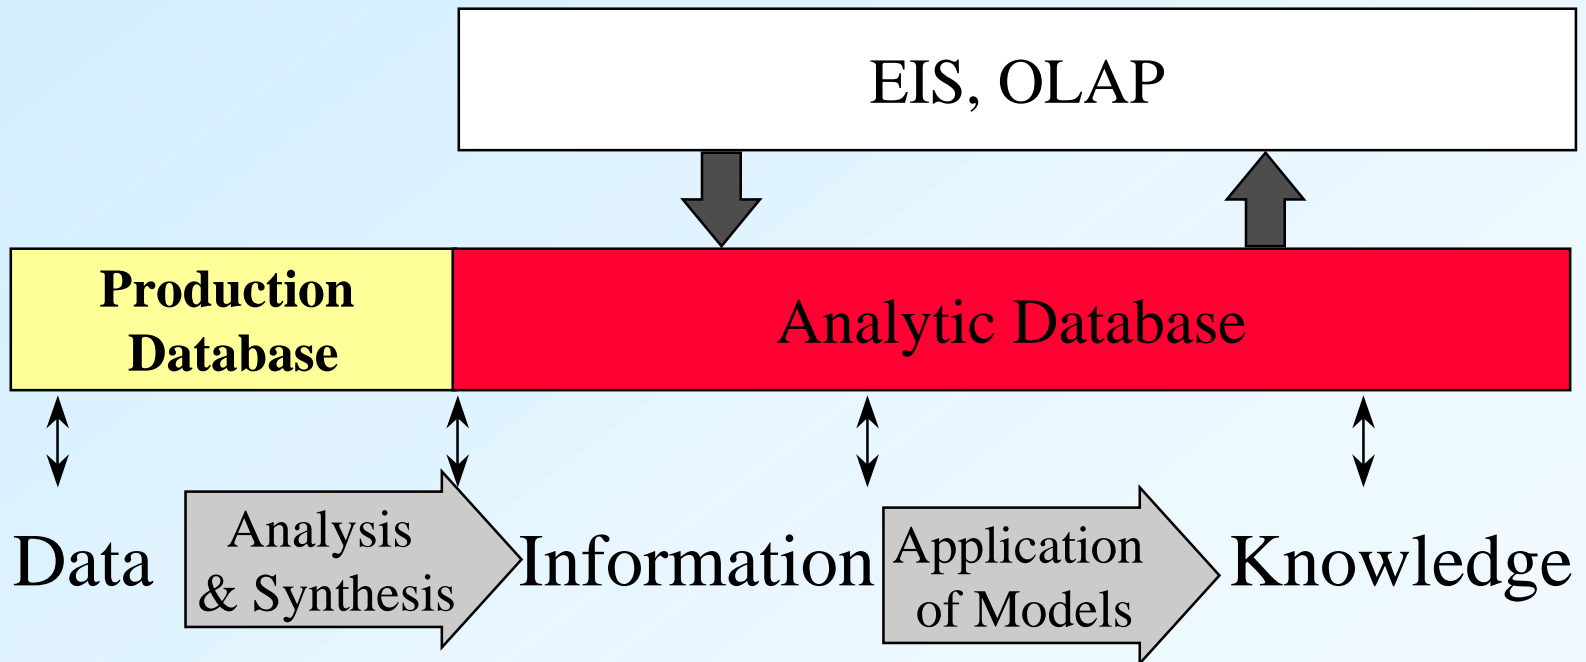 EIS, OLAP
Production
Database
Analytic Database
Data
Analysis
& Synthesis
Information
Application
of Models
Knowledge